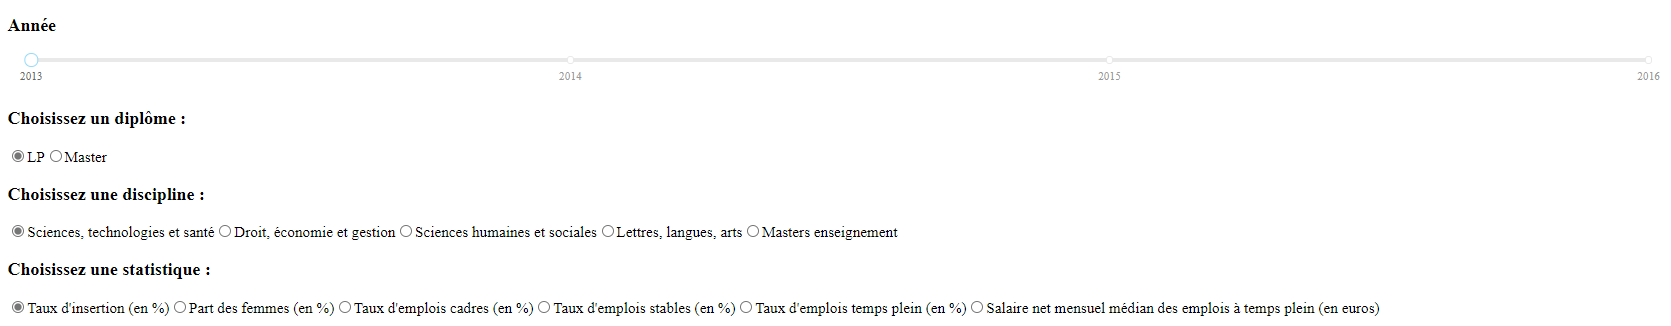 Année
2013 2014 2015 2016
Choisissez un diplôme :
LP Master
Choisissez une discipline :
Sciences, technologies et santé Droit, économie et gestion Sciences humaines et sociales Lettres, langues, arts Masters enseignement
Choisissez une statistique :
Taux d'insertion (en %) Part des femmes (en %) Taux d'emplois cadres (en %) Taux d'emplois stables (en %) Taux d'emplois temps plein (en %) Salaire net mensuel médian des emplois à temps plein (en euros)